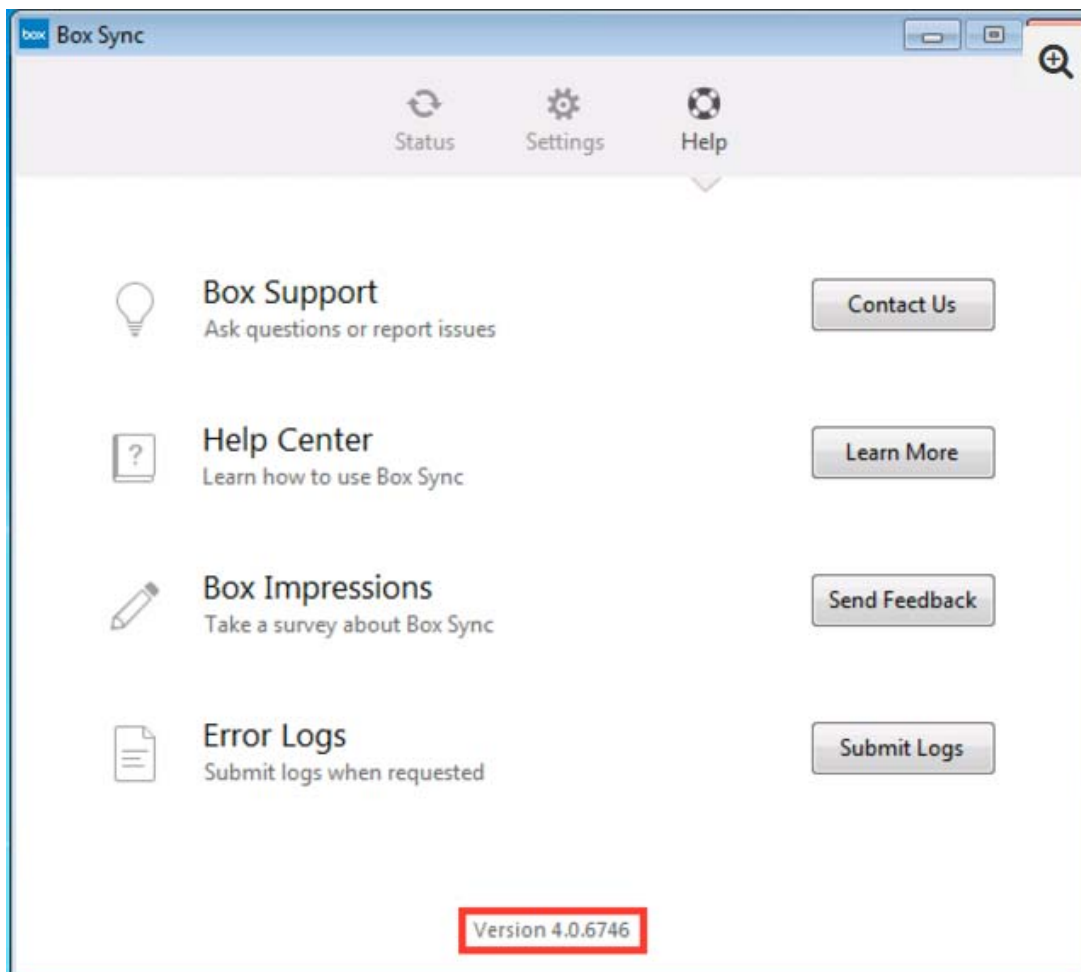 box Box Sync
Status Settings Help
Box Support
Ask questions or report issues
Contact Us
? Help Center
Learn how to use Box Sync
Learn More
Box Impressions
Take a survey about Box Sync
Send Feedback
Error Logs
Submit logs when requested
Submit Logs
Version 4.0.6746